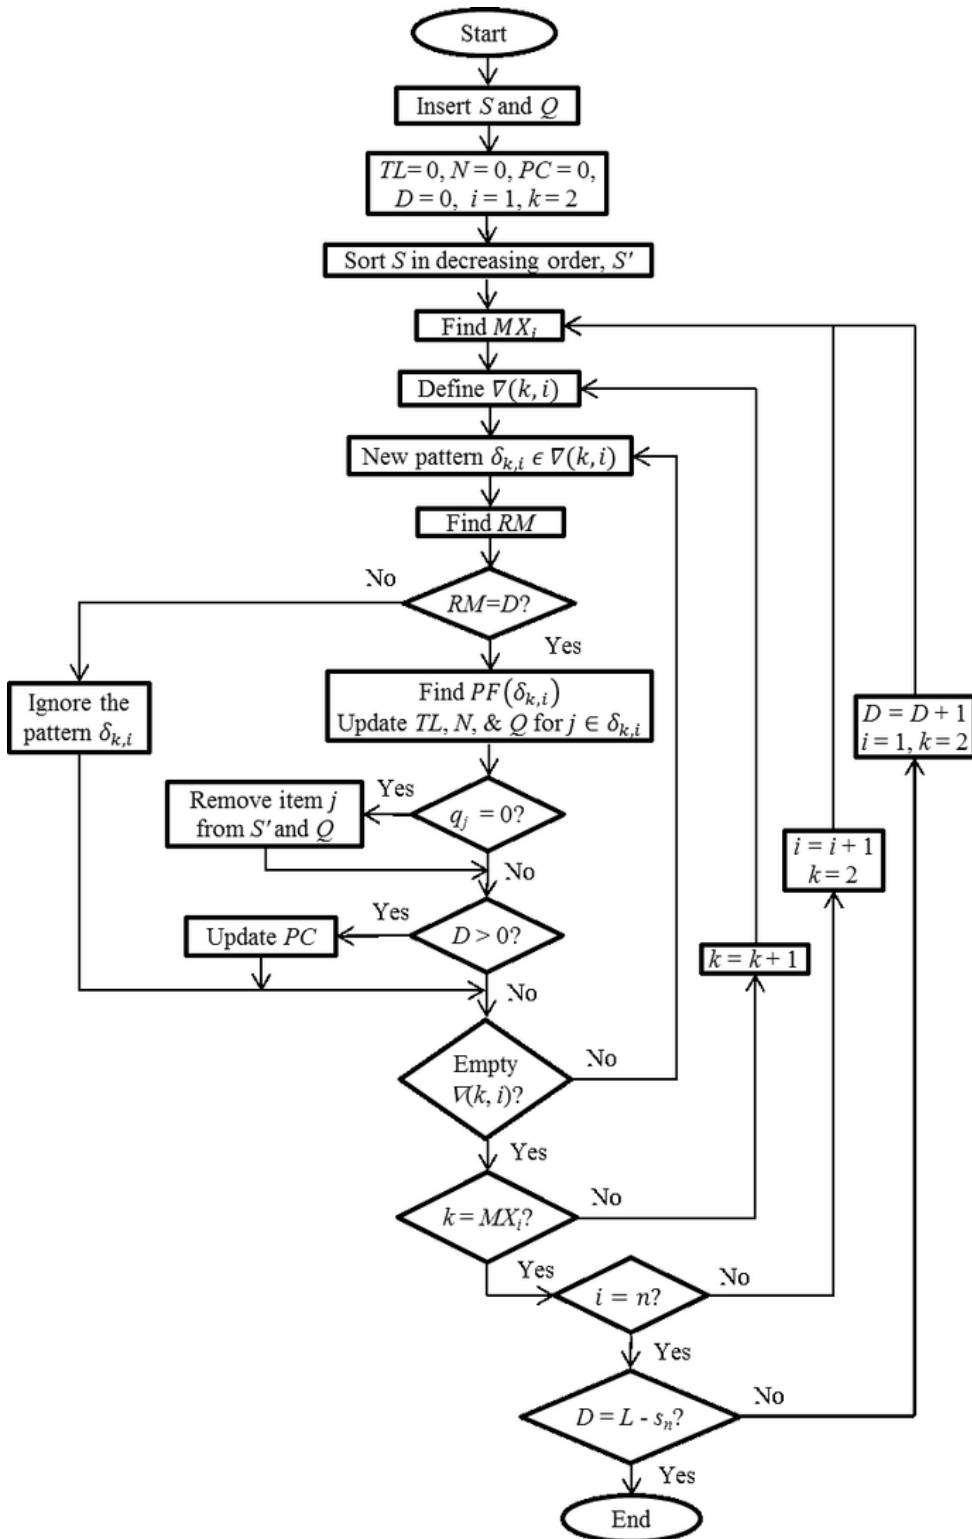 Start
Insert S and Q
TL= 0, N = 0, PC = 0,
D = 0, i = 1, k = 2
Sort S in decreasing order, S′
Find MXᵢ
Define ∇(k, i)
New pattern δₖ,ᵢ ϵ ∇(k, i)
Find RM
No
RM=D?
Yes
Ignore the
pattern δₖ,ᵢ
Find PF(δₖ,ᵢ)
Update TL, N, & Q for j ∈ δₖ,ᵢ
D = D + 1
i = 1, k = 2
Remove item j
from S′ and Q
Yes
qⱼ = 0?
No
i = i + 1
k = 2
Update PC
Yes
D > 0?
No
k = k + 1
Empty
∇(k, i)?
No
Yes
k = MXᵢ?
No
Yes
i = n?
No
Yes
D = L - sₙ?
No
Yes
End